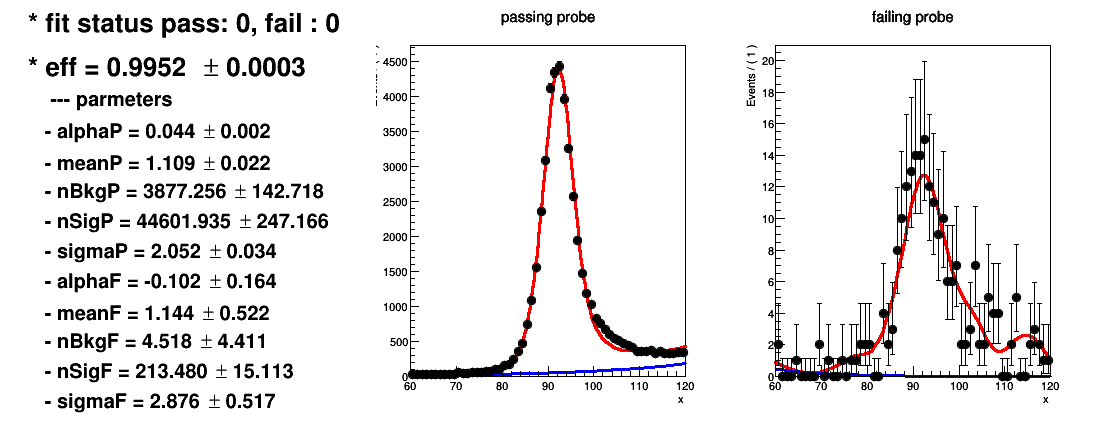 * fit status pass: 0, fail : 0
* eff = 0.9952 ± 0.0003
--- parmeters
- alphaP = 0.044 ± 0.002
- meanP = 1.109 ± 0.022
- nBkgP = 3877.256 ± 142.718
- nSigP = 44601.935 ± 247.166
- sigmaP = 2.052 ± 0.034
- alphaF = -0.102 ± 0.164
- meanF = 1.144 ± 0.522
- nBkgF = 4.518 ± 4.411
- nSigF = 213.480 ± 15.113
- sigmaF = 2.876 ± 0.517
passing probe
4500
4000
3500
3000
2500
2000
1500
1000
500
0
60 70 80 90 100 110 120
x
failing probe
Events / ( 1 )
20
18
16
14
12
10
8
6
4
2
0
60 70 80 90 100 110 120
x